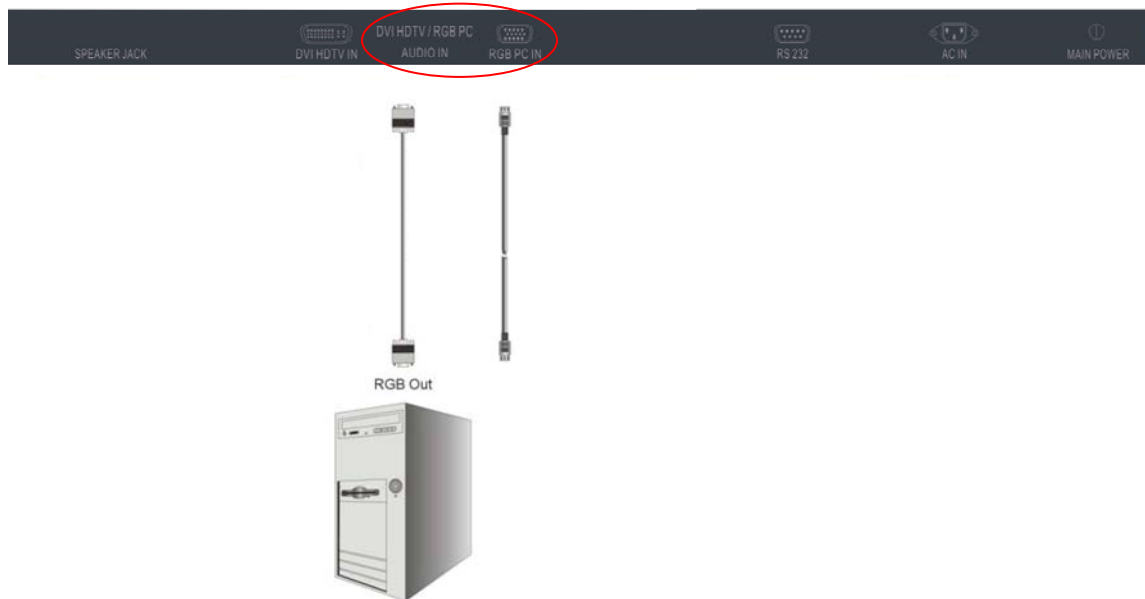 SPEAKER JACK
DVI HDTV IN
DVI HDTV / RGB PC
AUDIO IN
RGB PC IN
RS 232
AC IN
MAIN POWER
RGB Out